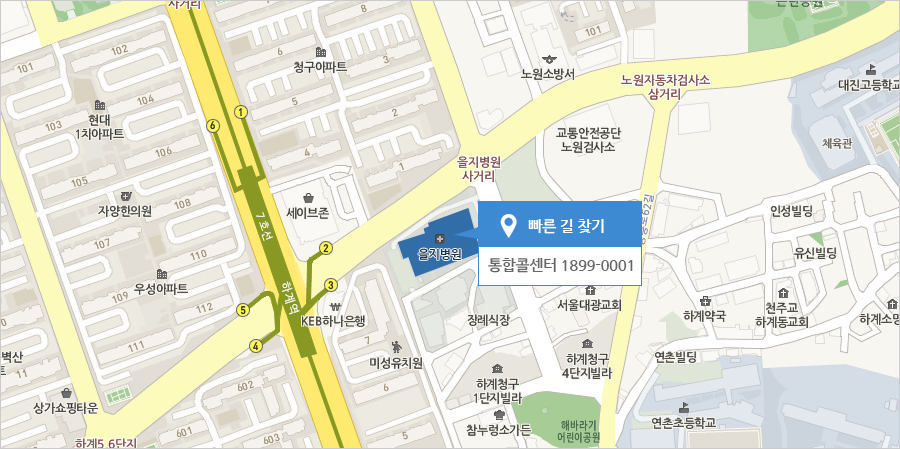 사거리
5
6
7
8
청구아파트
노원소방서
101
노원자동차검사소
삼거리
대진고등학교
체육관
현대
1차아파트
106
105
104
103
102
101
6
1
3
2
4
1
교통안전공단
노원검사소
을지병원
사거리
자양한의원
108
107
106
105
103
세이브존
7호선
2
3
을지병원
빠른 길 찾기
통합콜센터 1899-0001
인성빌딩
유신빌딩
우성아파트
하계역
5
4
KEB하나은행
장례식장
서울대광교회
하계약국
천주교
하계동교회
하계소망
벽산
미성유치원
하계청구
1단지빌라
하계청구
4단지빌라
연촌빌딩
상가쇼핑타운
하계5,6단지
601
602
603
5
6
참누렁소가든
해바라기
어린이공원
연촌초등학교